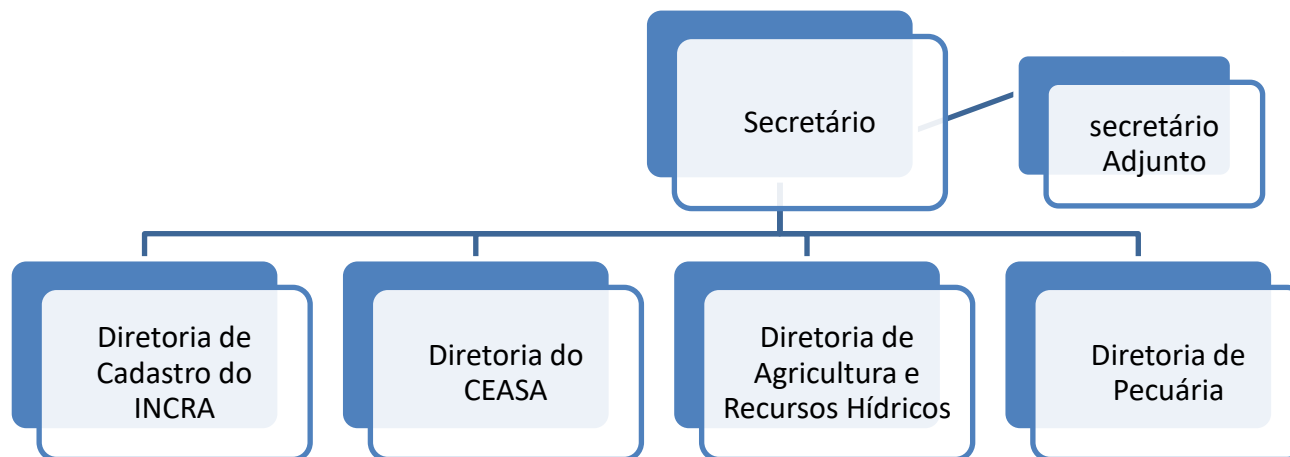 Secretário
secretário
Adjunto
Diretoria de
Cadastro do
INCRA
Diretoria do
CEASA
Diretoria de
Agricultura e
Recursos Hídricos
Diretoria de
Pecuária